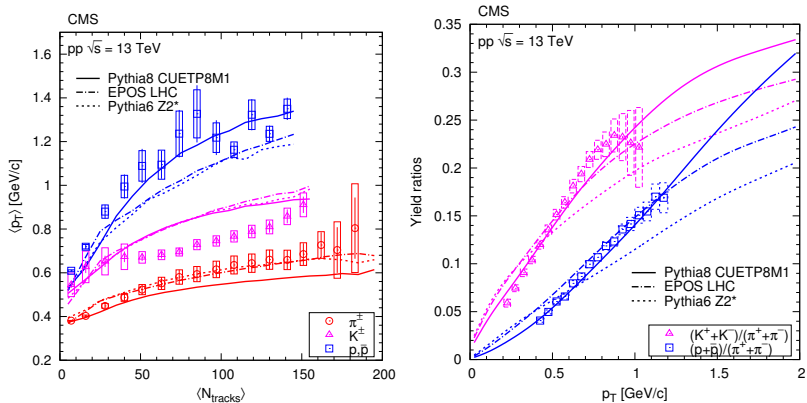 CMS
pp √s = 13 TeV
Pythia8 CUETP8M1
EPOS LHC
Pythia6 Z2*
π±
K±
p,p̄
⟨p_T⟩ [GeV/c]
1.8
1.6
1.4
1.2
1
0.8
0.6
0.4
0.2
0 50 100 150 200
⟨N_tracks⟩
CMS
pp √s = 13 TeV
Pythia8 CUETP8M1
EPOS LHC
Pythia6 Z2*
(K⁺+K⁻)/(π⁺+π⁻)
(p+p̄)/(π⁺+π⁻)
Yield ratios
0.35
0.3
0.25
0.2
0.15
0.1
0.05
0
0 0.5 1 1.5 2
p_T [GeV/c]